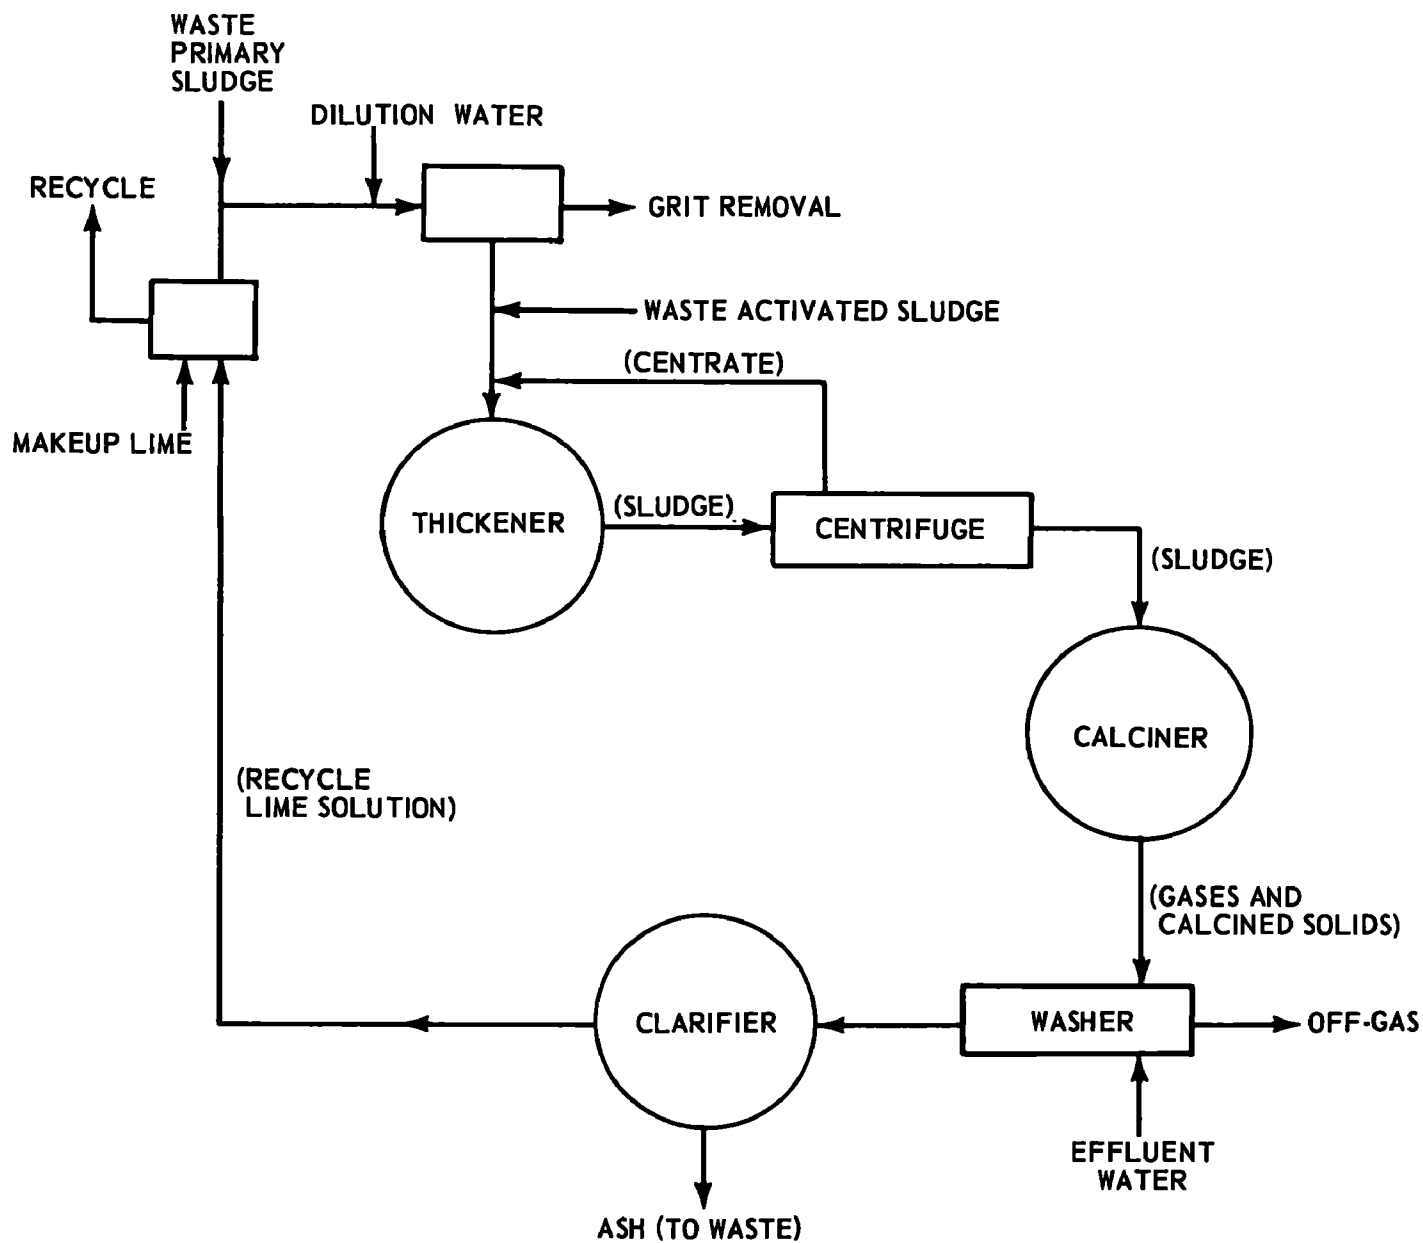 WASTE
PRIMARY
SLUDGE
DILUTION WATER
RECYCLE
GRIT REMOVAL
WASTE ACTIVATED SLUDGE
(CENTRATE)
MAKEUP LIME
THICKENER
(SLUDGE)
CENTRIFUGE
(SLUDGE)
CALCINER
(RECYCLE
LIME SOLUTION)
(GASES AND
CALCINED SOLIDS)
CLARIFIER
WASHER
OFF-GAS
EFFLUENT
WATER
ASH (TO WASTE)